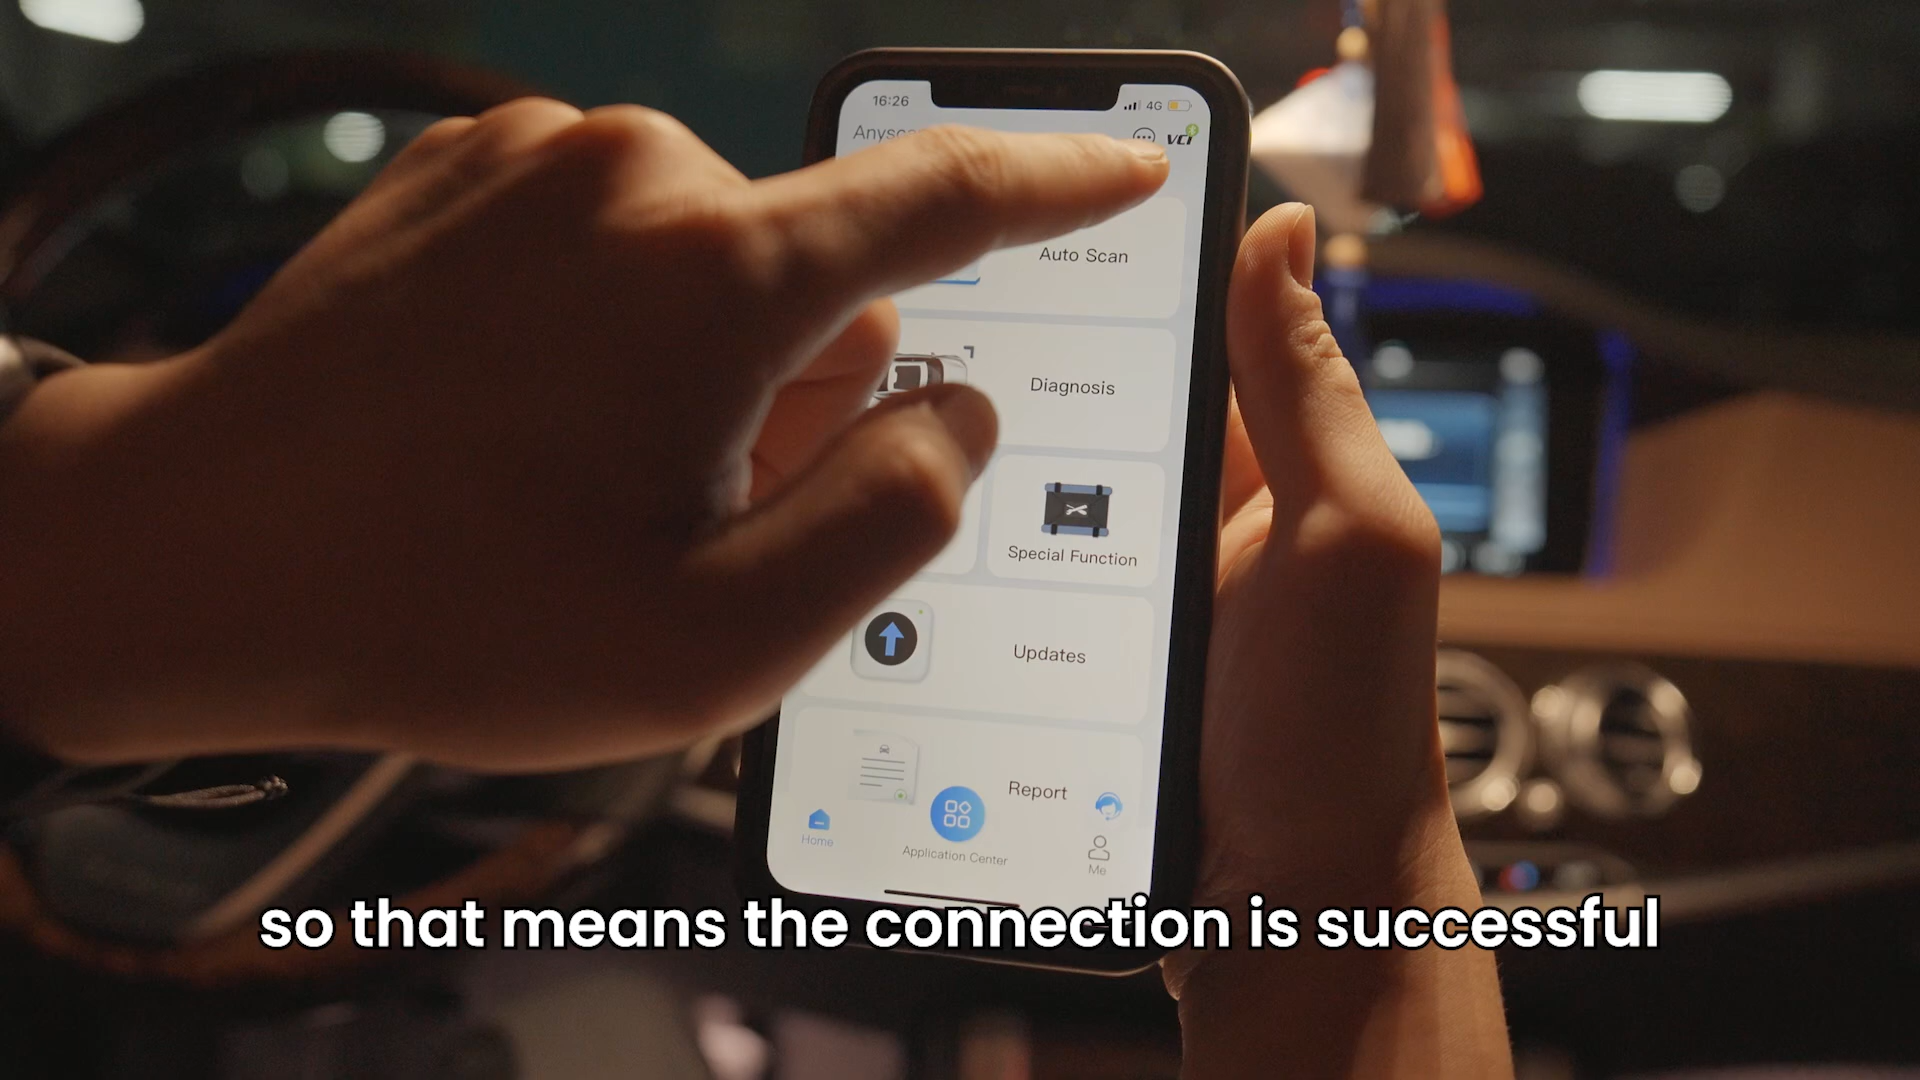 16:26
4G
Anysc
VCI
Auto Scan
Diagnosis
Special Function
Updates
Report
Home
Application Center
Me
so that means the connection is successful